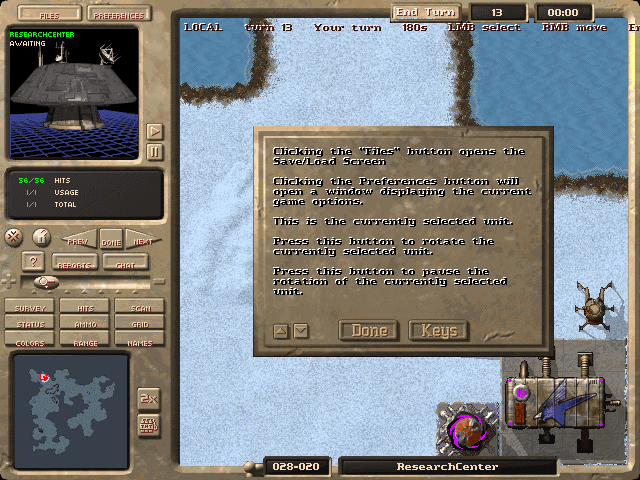 FILES
PREFERENCES
End Turn
13
00:00
LOCAL turn 13 Your turn 180s LMB select RMB move
RESEARCHCENTER
AWAITING
56/56 HITS
1/1 USAGE
1/1 TOTAL
PREV
DONE
NEXT
?
REPORTS
CHAT
SURVEY
HITS
SCAN
STATUS
AMMO
GRID
COLORS
RANGE
NAMES
2x
Clicking the "Files" button opens the
Save/Load Screen
Clicking the Preferences button will
open a window displaying the current
game options.
This is the currently selected unit.
Press this button to rotate the
currently selected unit.
Press this button to pause the
rotation of the currently selected
unit.
Done
Keys
028-020
ResearchCenter